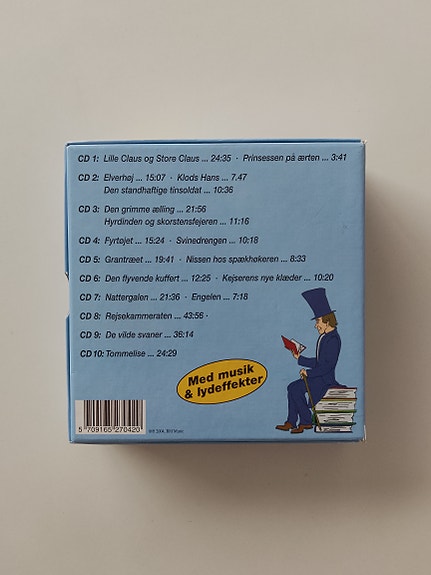 CD 1: Lille Claus og Store Claus ... 24:35 · Prinsessen på ærten ... 3:41
CD 2: Elverhøj ... 15:07 · Klods Hans ... 7.47
Den standhaftige tinsoldat ... 10:36
CD 3: Den grimme ælling ... 21:56
Hyrdinden og skorstensfejeren ... 11:16
CD 4: Fyrtøjet ... 15:24 · Svinedrengen ... 10:18
CD 5: Grantræet ... 19:41 · Nissen hos spækhøkeren ... 8:33
CD 6: Den flyvende kuffert ... 12:25 · Kejserens nye klæder ... 10:20
CD 7: Nattergalen ... 21:36 · Engelen ... 7:18
CD 8: Rejsekammeraten ... 43:56 ·
CD 9: De vilde svaner ... 36:14
CD 10: Tommelise ... 24:29
Med musik
& lydeffekter
5 709165 270420